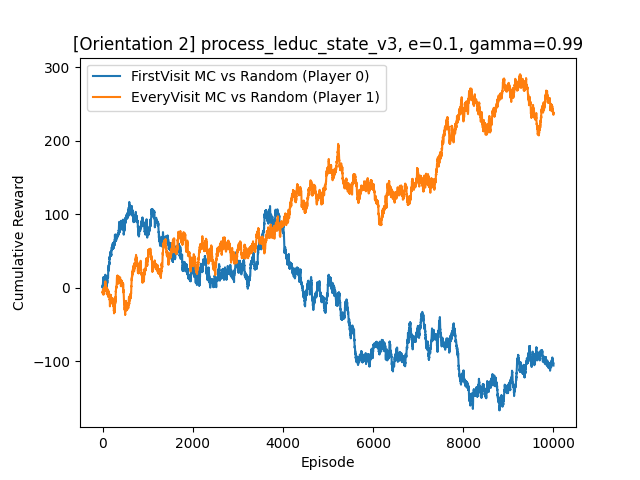 [Orientation 2] process_leduc_state_v3, e=0.1, gamma=0.99
FirstVisit MC vs Random (Player 0)
EveryVisit MC vs Random (Player 1)
Cumulative Reward
300
200
100
0
−100
0
2000
4000
6000
8000
10000
Episode